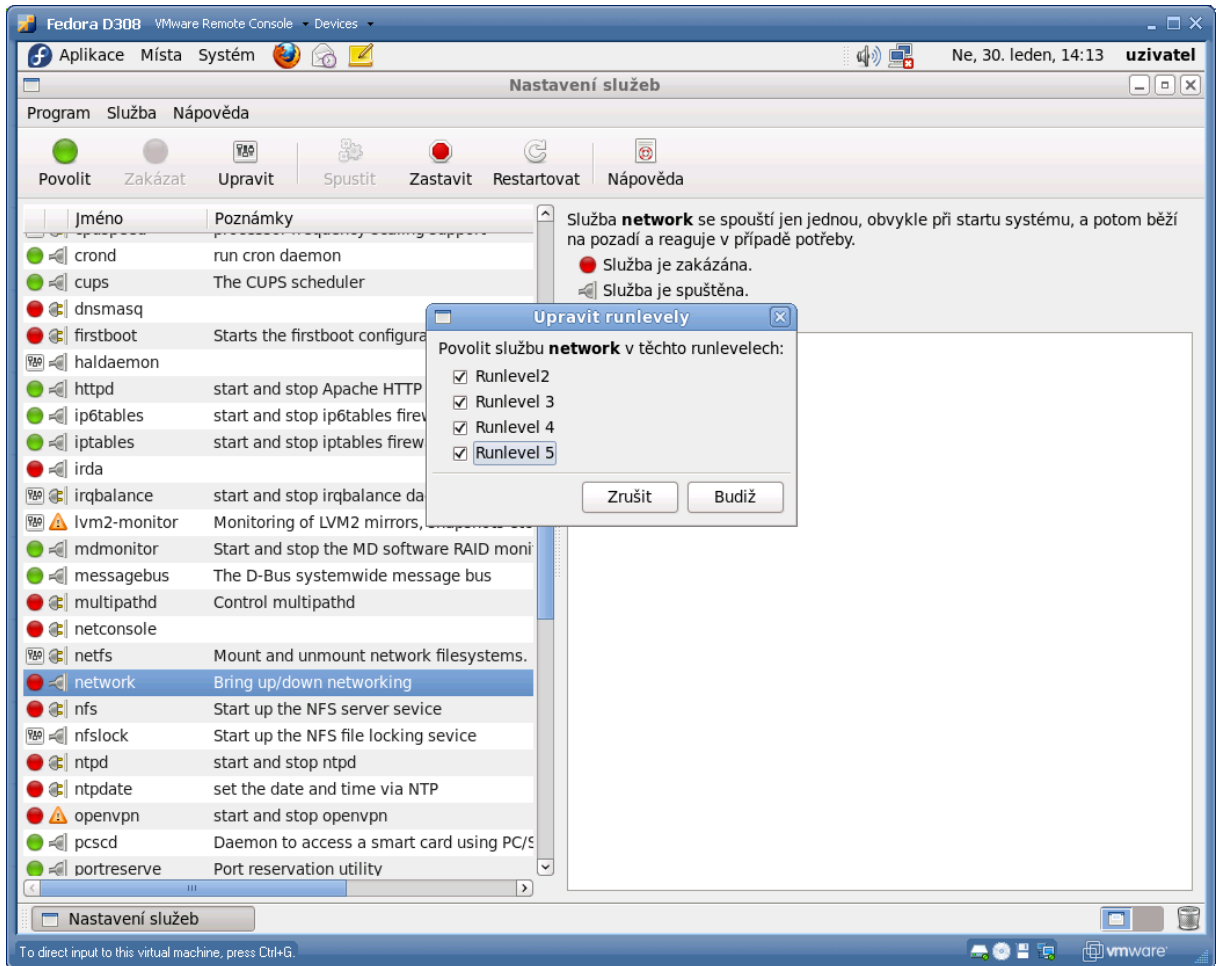 Fedora D308 VMware Remote Console Devices
Aplikace Místa Systém Ne, 30. leden, 14:13 uzivatel
Nastavení služeb
Program Služba Nápověda
Povolit Zakázat Upravit Spustit Zastavit Restartovat Nápověda
Jméno Poznámky
crond run cron daemon
cups The CUPS scheduler
dnsmasq
firstboot Starts the firstboot configura
haldaemon
httpd start and stop Apache HTTP
ip6tables start and stop ip6tables firew
iptables start and stop iptables firew
irda
irqbalance start and stop irqbalance da
lvm2-monitor Monitoring of LVM2 mirrors,
mdmonitor Start and stop the MD software RAID moni
messagebus The D-Bus systemwide message bus
multipathd Control multipathd
netconsole
netfs Mount and unmount network filesystems.
network Bring up/down networking
nfs Start up the NFS server sevice
nfslock Start up the NFS file locking sevice
ntpd start and stop ntpd
ntpdate set the date and time via NTP
openvpn start and stop openvpn
pcscd Daemon to access a smart card using PC/S
portreserve Port reservation utility
Služba network se spouští jen jednou, obvykle při startu systému, a potom běží
na pozadí a reaguje v případě potřeby.
Služba je zakázána.
Služba je spuštěna.
Upravit runlevely
Povolit službu network v těchto runlevelech:
Runlevel2
Runlevel 3
Runlevel 4
Runlevel 5
Zrušit Budiž
Nastavení služeb
To direct input to this virtual machine, press Ctrl+G.
vmware